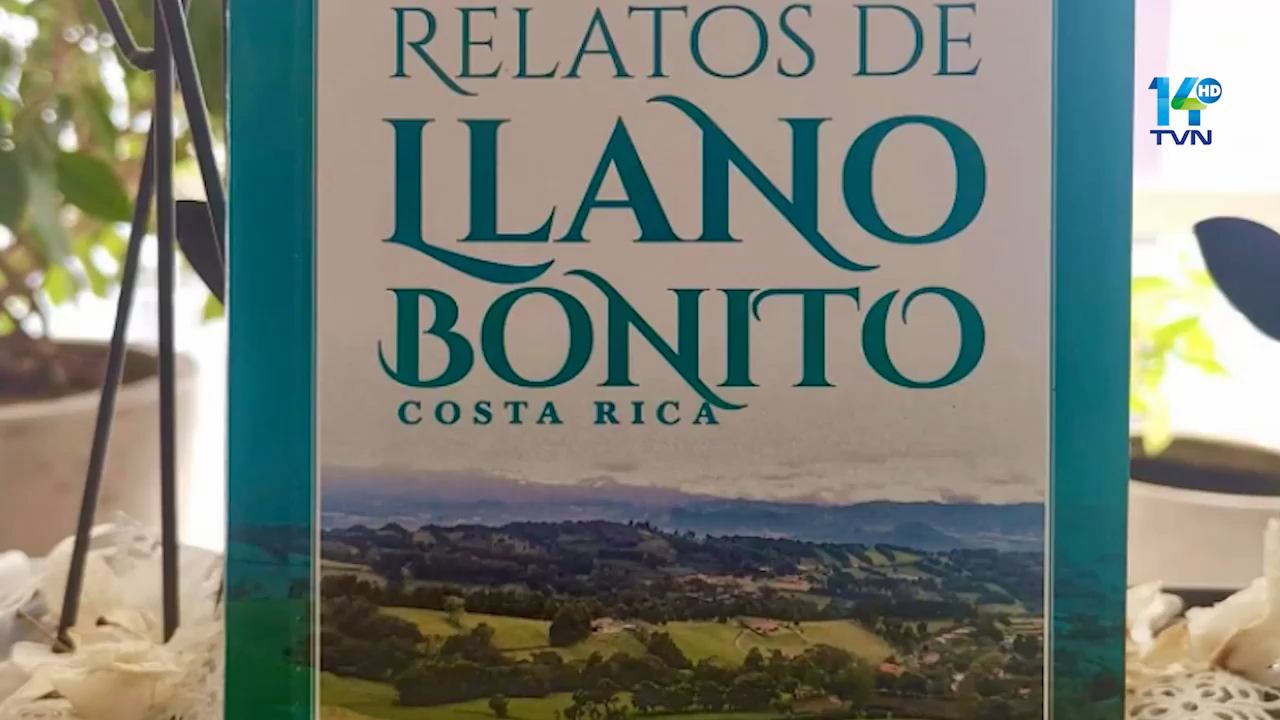 RELATOS DE
LLANO
BONITO
COSTA RICA
14 HD
TVN